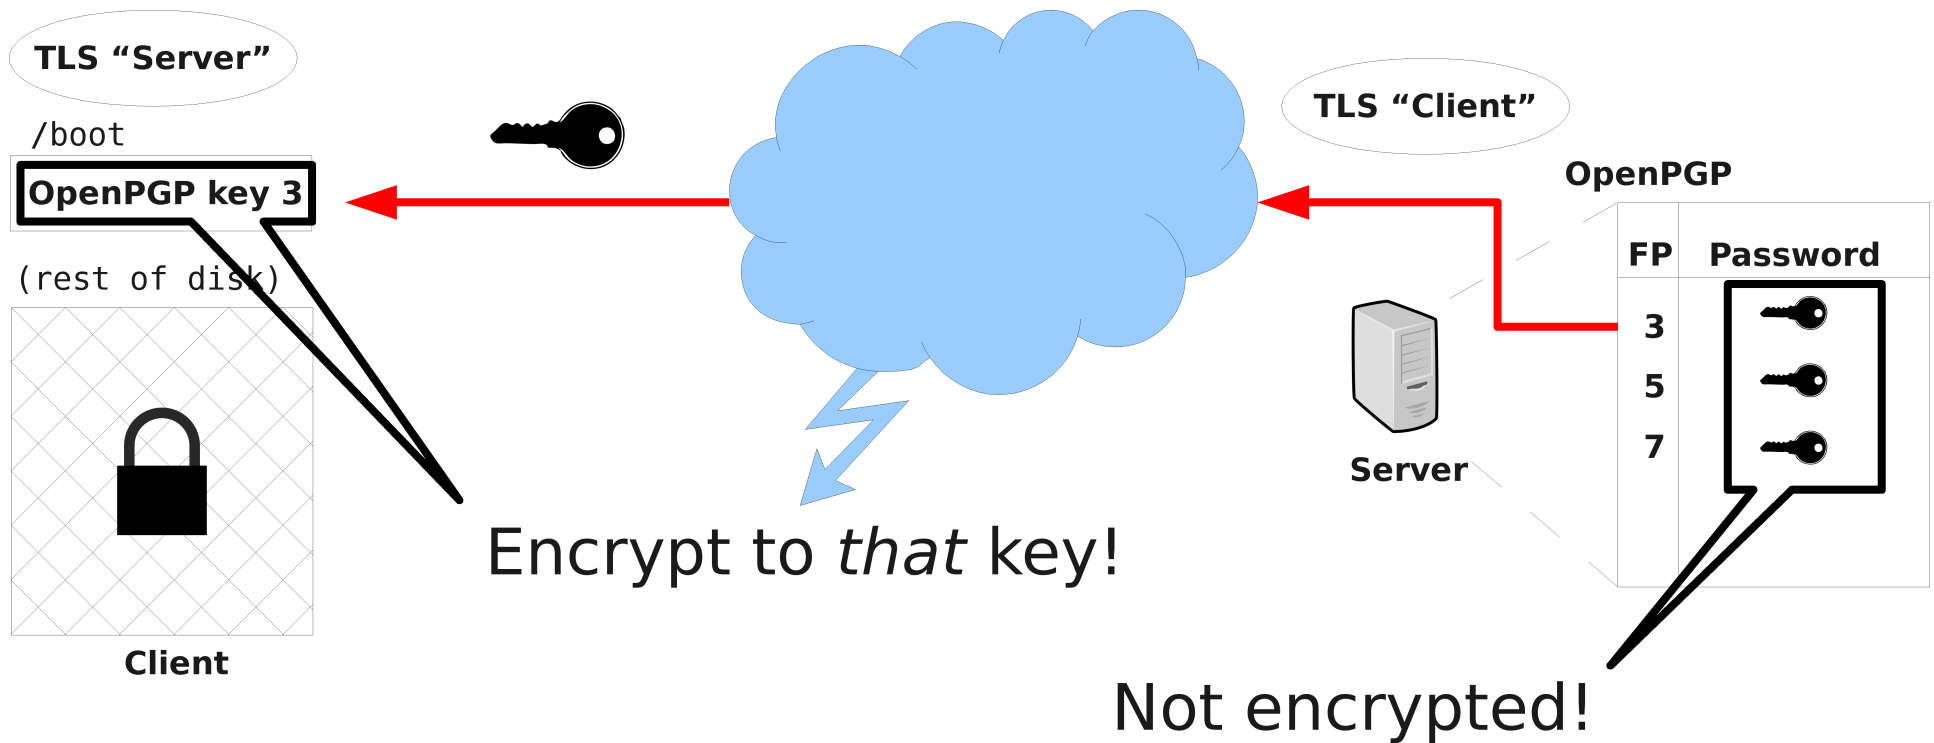 TLS “Server”
/boot
OpenPGP key 3
(rest of disk)
Client
Encrypt to that key!
TLS “Client”
OpenPGP
FP Password
3
5
7
Server
Not encrypted!